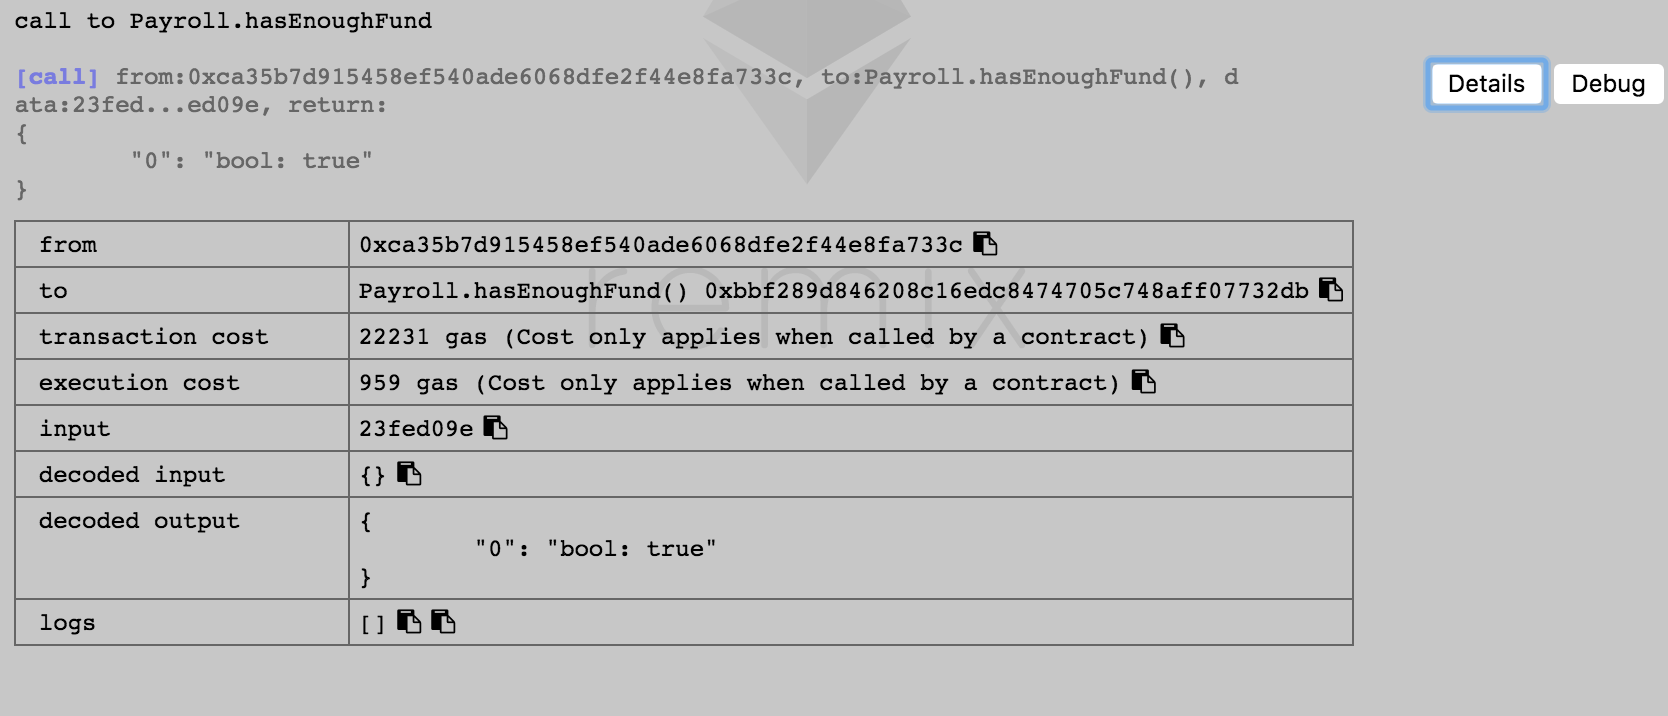 call to Payroll.hasEnoughFund
[call] from:0xca35b7d915458ef540ade6068dfe2f44e8fa733c, to:Payroll.hasEnoughFund(), d
ata:23fed...ed09e, return:
{
"0": "bool: true"
}
Details
Debug
from 0xca35b7d915458ef540ade6068dfe2f44e8fa733c
to Payroll.hasEnoughFund() 0xbbf289d846208c16edc8474705c748aff07732db
transaction cost 22231 gas (Cost only applies when called by a contract)
execution cost 959 gas (Cost only applies when called by a contract)
input 23fed09e
decoded input {}
decoded output {
"0": "bool: true"
}
logs []
remix